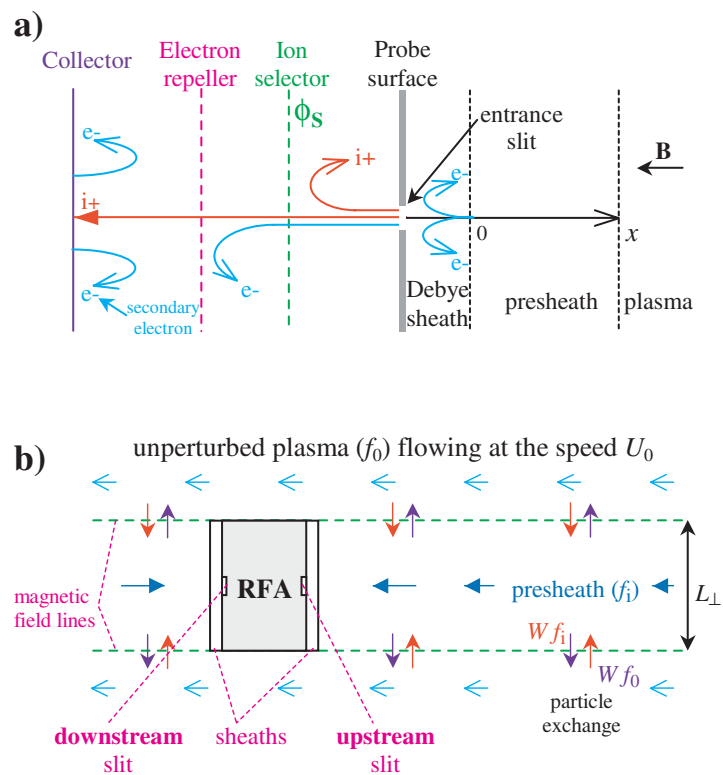 a)
Collector
Electron
repeller
Ion
selector
ϕS
Probe
surface
entrance
slit
B
e-
i+
i+
e-
e-
e-
e-
secondary
electron
0
x
Debye
sheath
presheath
plasma
b)
unperturbed plasma (f0) flowing at the speed U0
magnetic
field lines
RFA
presheath (fi)
L⊥
Wfi
Wf0
particle
exchange
downstream
slit
sheaths
upstream
slit